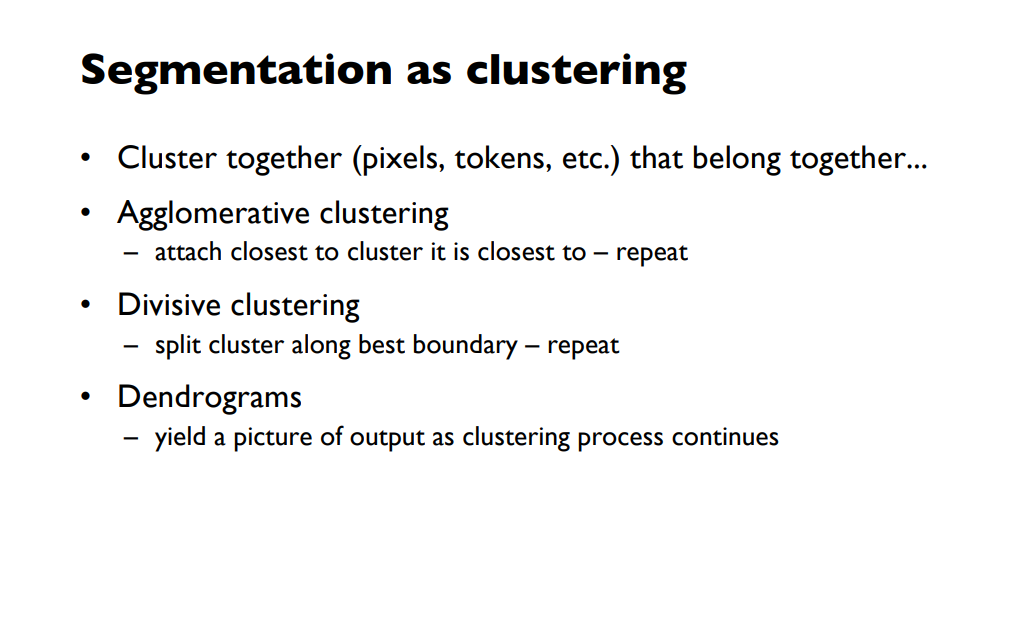 Segmentation as clustering
• Cluster together (pixels, tokens, etc.) that belong together...
• Agglomerative clustering
– attach closest to cluster it is closest to – repeat
• Divisive clustering
– split cluster along best boundary – repeat
• Dendrograms
– yield a picture of output as clustering process continues